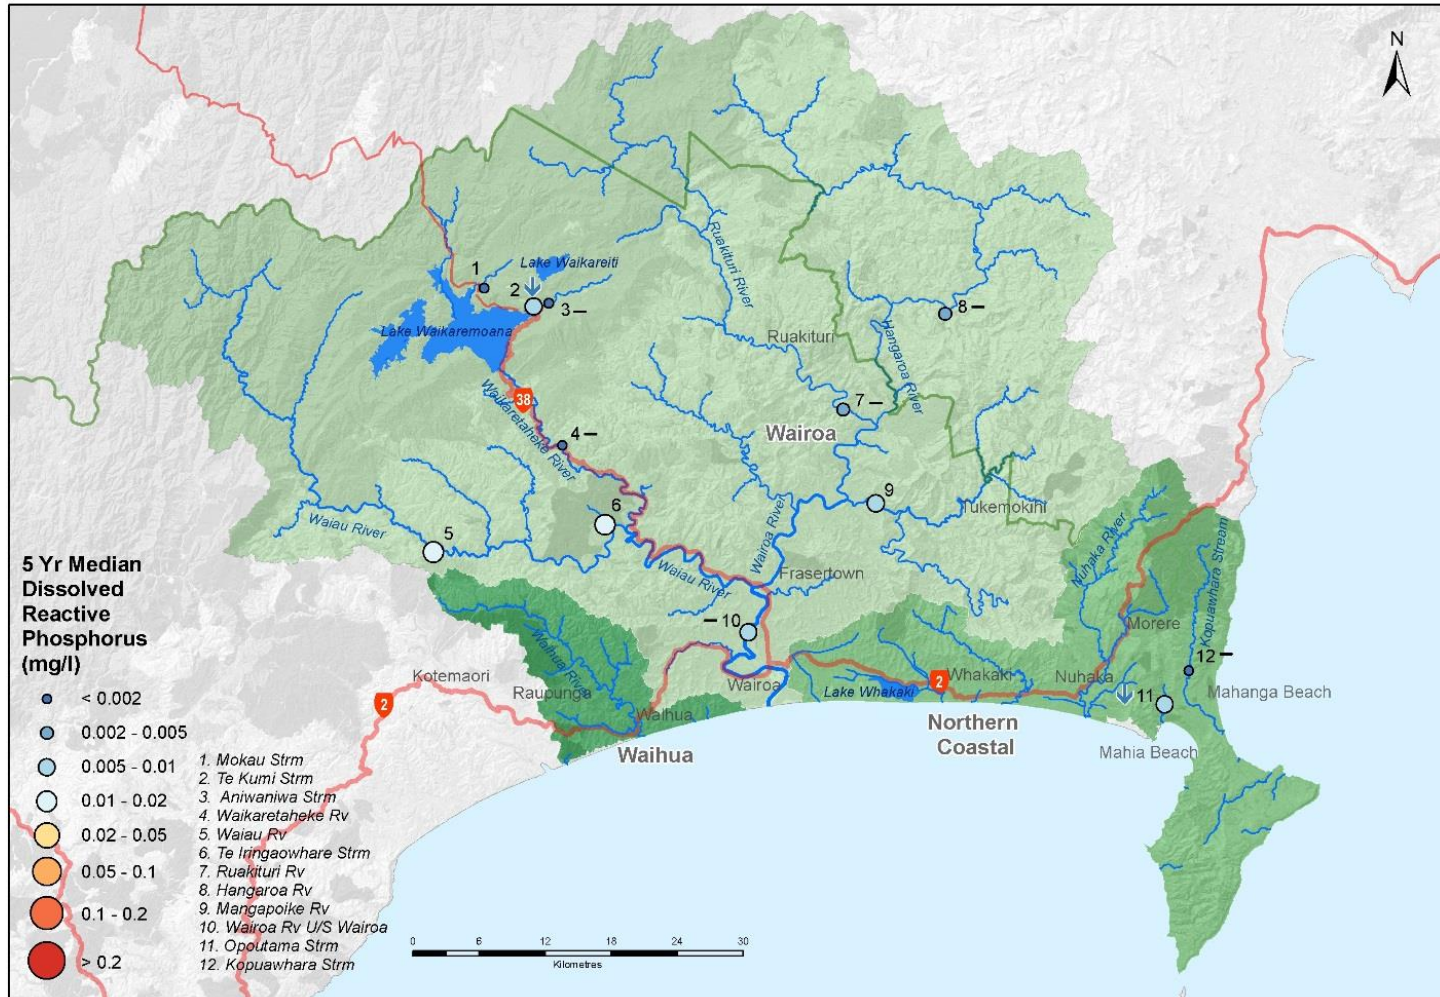 N
1
Lake Waikareiti
2
3
Lake Waikaremoana
Ruakituri River
8
Ruakituri
Hangaroa River
38
Waikaretaheke River
7
Wairoa
4
9
6
Tukemokihi
Waiau River
5
Wairoa River
Nuhaka River
Kopuawhara Stream
Frasertown
Waiau River
10
Morere
Waihua River
12
Kotemaori
Raupunga
Wairoa
Lake Whakaki
2
Whakaki
Nuhaka
11
Mahanga Beach
2
Waihua
Waihua
Northern
Coastal
Mahia Beach
5 Yr Median
Dissolved
Reactive
Phosphorus
(mg/l)
< 0.002
0.002 - 0.005
0.005 - 0.01
0.01 - 0.02
0.02 - 0.05
0.05 - 0.1
0.1 - 0.2
> 0.2
1. Mokau Strm
2. Te Kumi Strm
3. Aniwaniwa Strm
4. Waikaretaheke Rv
5. Waiau Rv
6. Te Iringaowhare Strm
7. Ruakituri Rv
8. Hangaroa Rv
9. Mangapoike Rv
10. Wairoa Rv U/S Wairoa
11. Opoutama Strm
12. Kopuawhara Strm
0 6 12 18 24 30
Kilometres